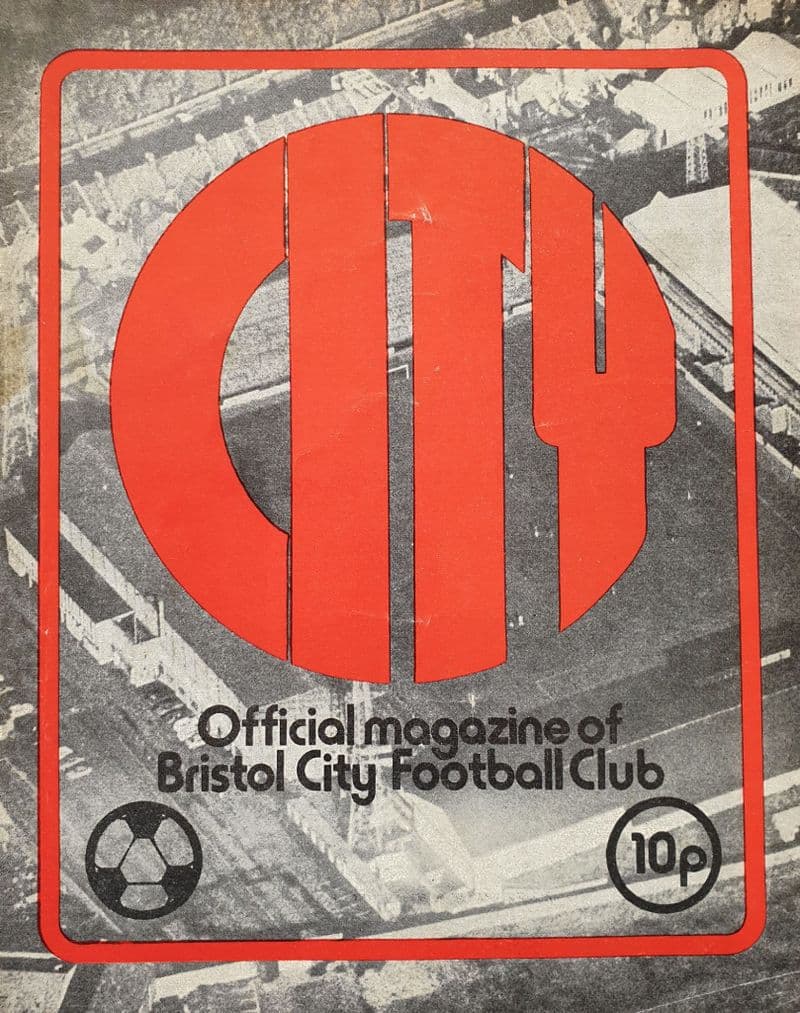 CITY
Official magazine of
Bristol City Football Club
10p